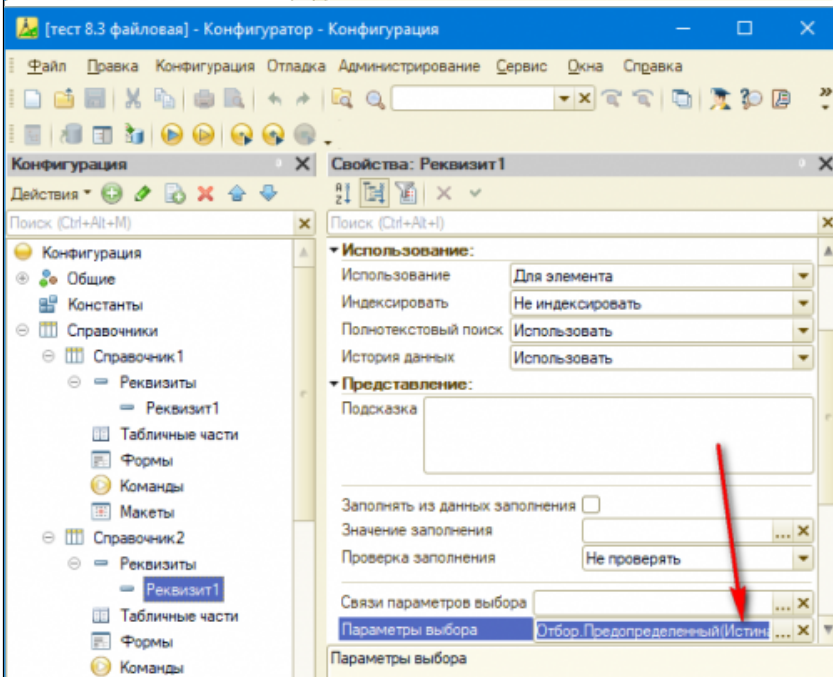 [тест 8.3 файловая] - Конфигуратор - Конфигурация
Файл Правка Конфигурация Отладка Администрирование Сервис Окна Справка
Конфигурация
Действия
Поиск (Ctrl+Alt+M)
Конфигурация
Общие
Константы
Справочники
Справочник1
Реквизиты
Реквизит1
Табличные части
Формы
Команды
Макеты
Справочник2
Реквизиты
Реквизит1
Табличные части
Формы
Команды
Свойства: Реквизит1
Поиск (Ctrl+Alt+I)
Использование:
Использование Для элемента
Индексировать Не индексировать
Полнотекстовый поиск Использовать
История данных Использовать
Представление:
Подсказка
Заполнять из данных заполнения
Значение заполнения ...
Проверка заполнения Не проверять
Связи параметров выбора ...
Параметры выбора Отбор.Предопределенный(Истина ...
Параметры выбора